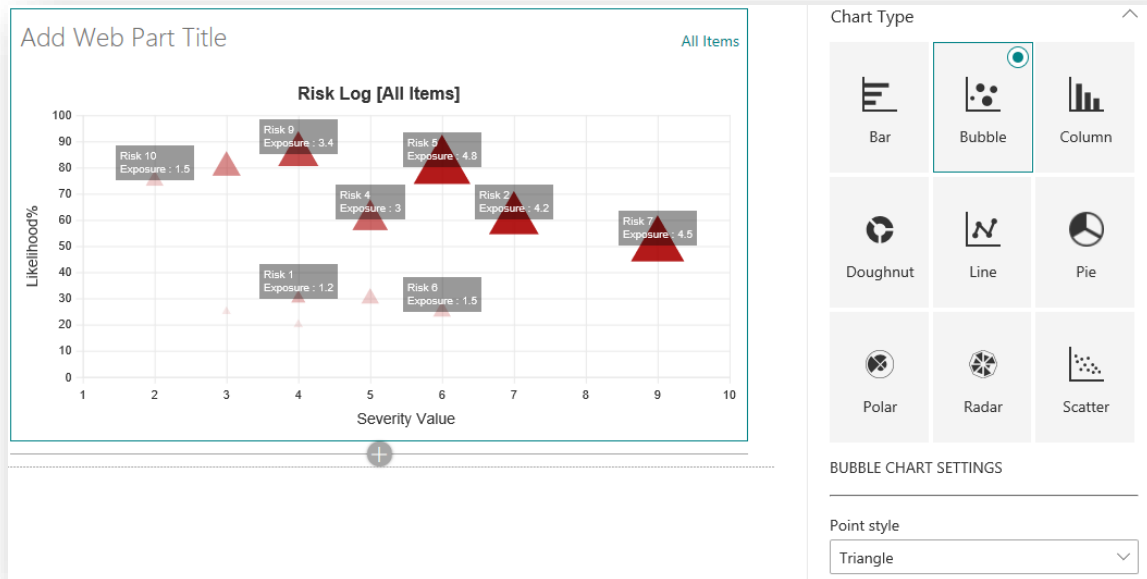 Add Web Part Title
All Items
Risk Log [All Items]
Likelihood%
100
90
80
70
60
50
40
30
20
10
0
Risk 10
Exposure : 1.5
Risk 9
Exposure : 3.4
Risk 5
Exposure : 4.8
Risk 4
Exposure : 3
Risk 2
Exposure : 4.2
Risk 7
Exposure : 4.5
Risk 1
Exposure : 1.2
Risk 6
Exposure : 1.5
1 2 3 4 5 6 7 8 9 10
Severity Value
Chart Type
Bar Bubble Column
Doughnut Line Pie
Polar Radar Scatter
BUBBLE CHART SETTINGS
Point style
Triangle